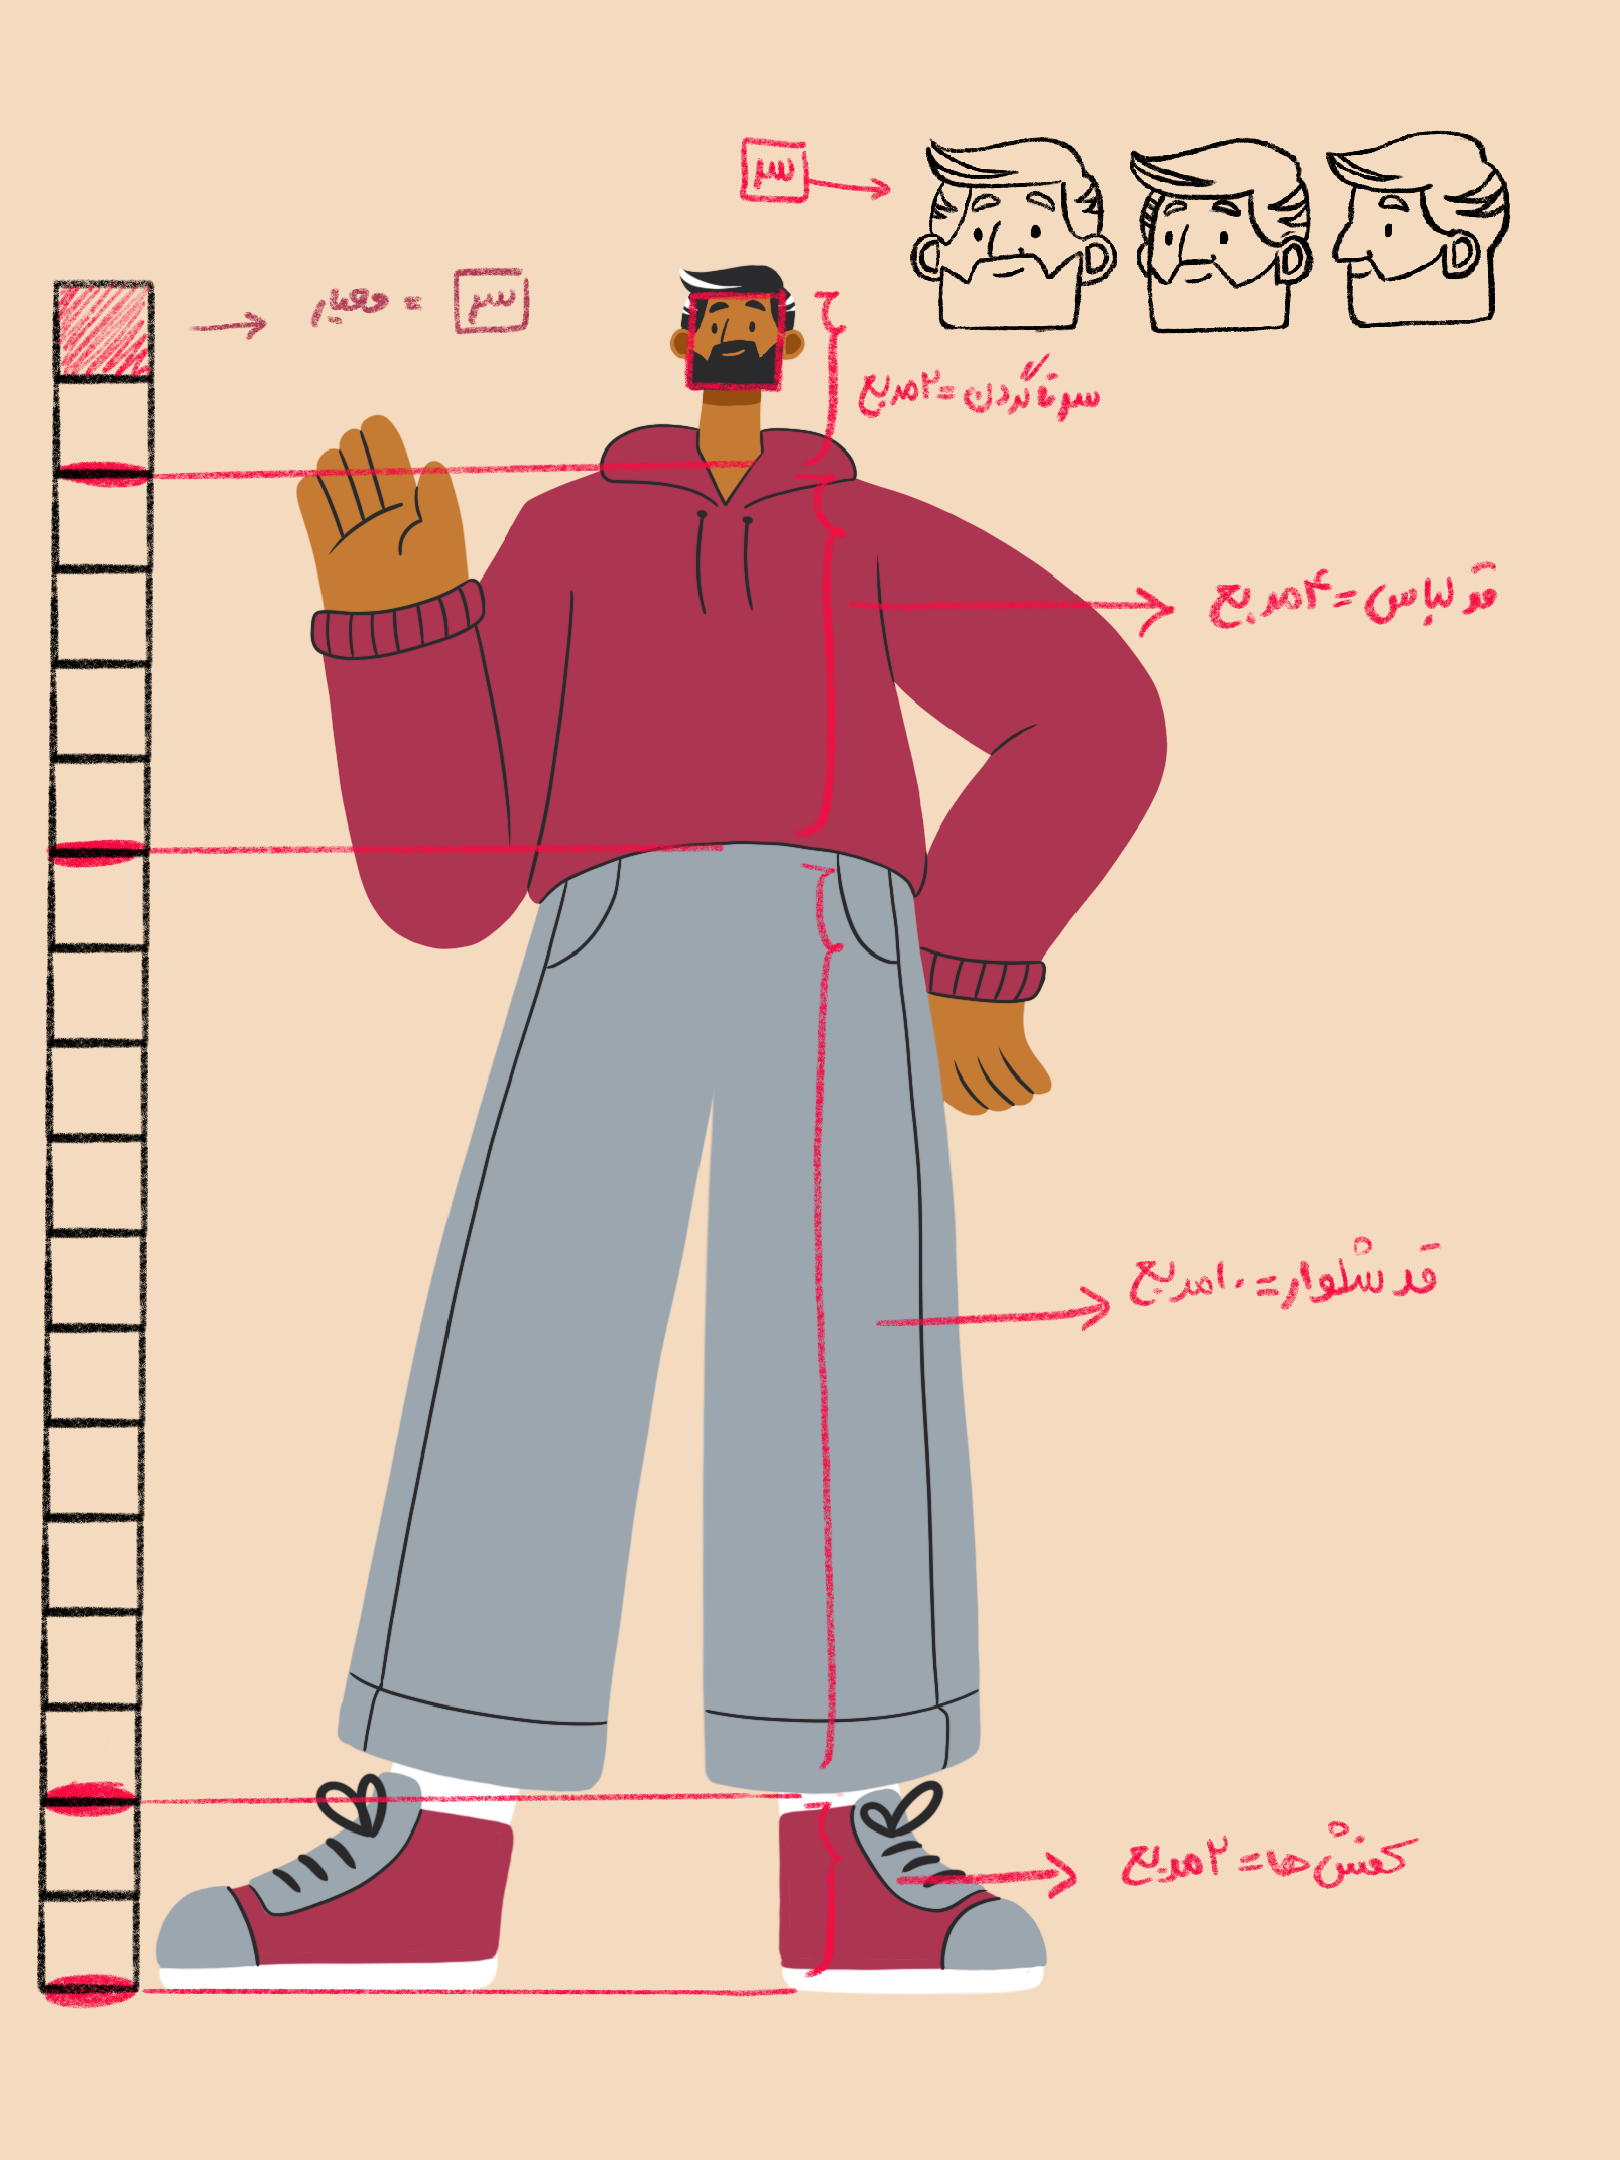 سر
معیار = سر
سر تا گردن = ۲ مربع
قد لباس = ۴ مربع
قد شلوار = ۱۰ مربع
کفش ها = ۲ مربع